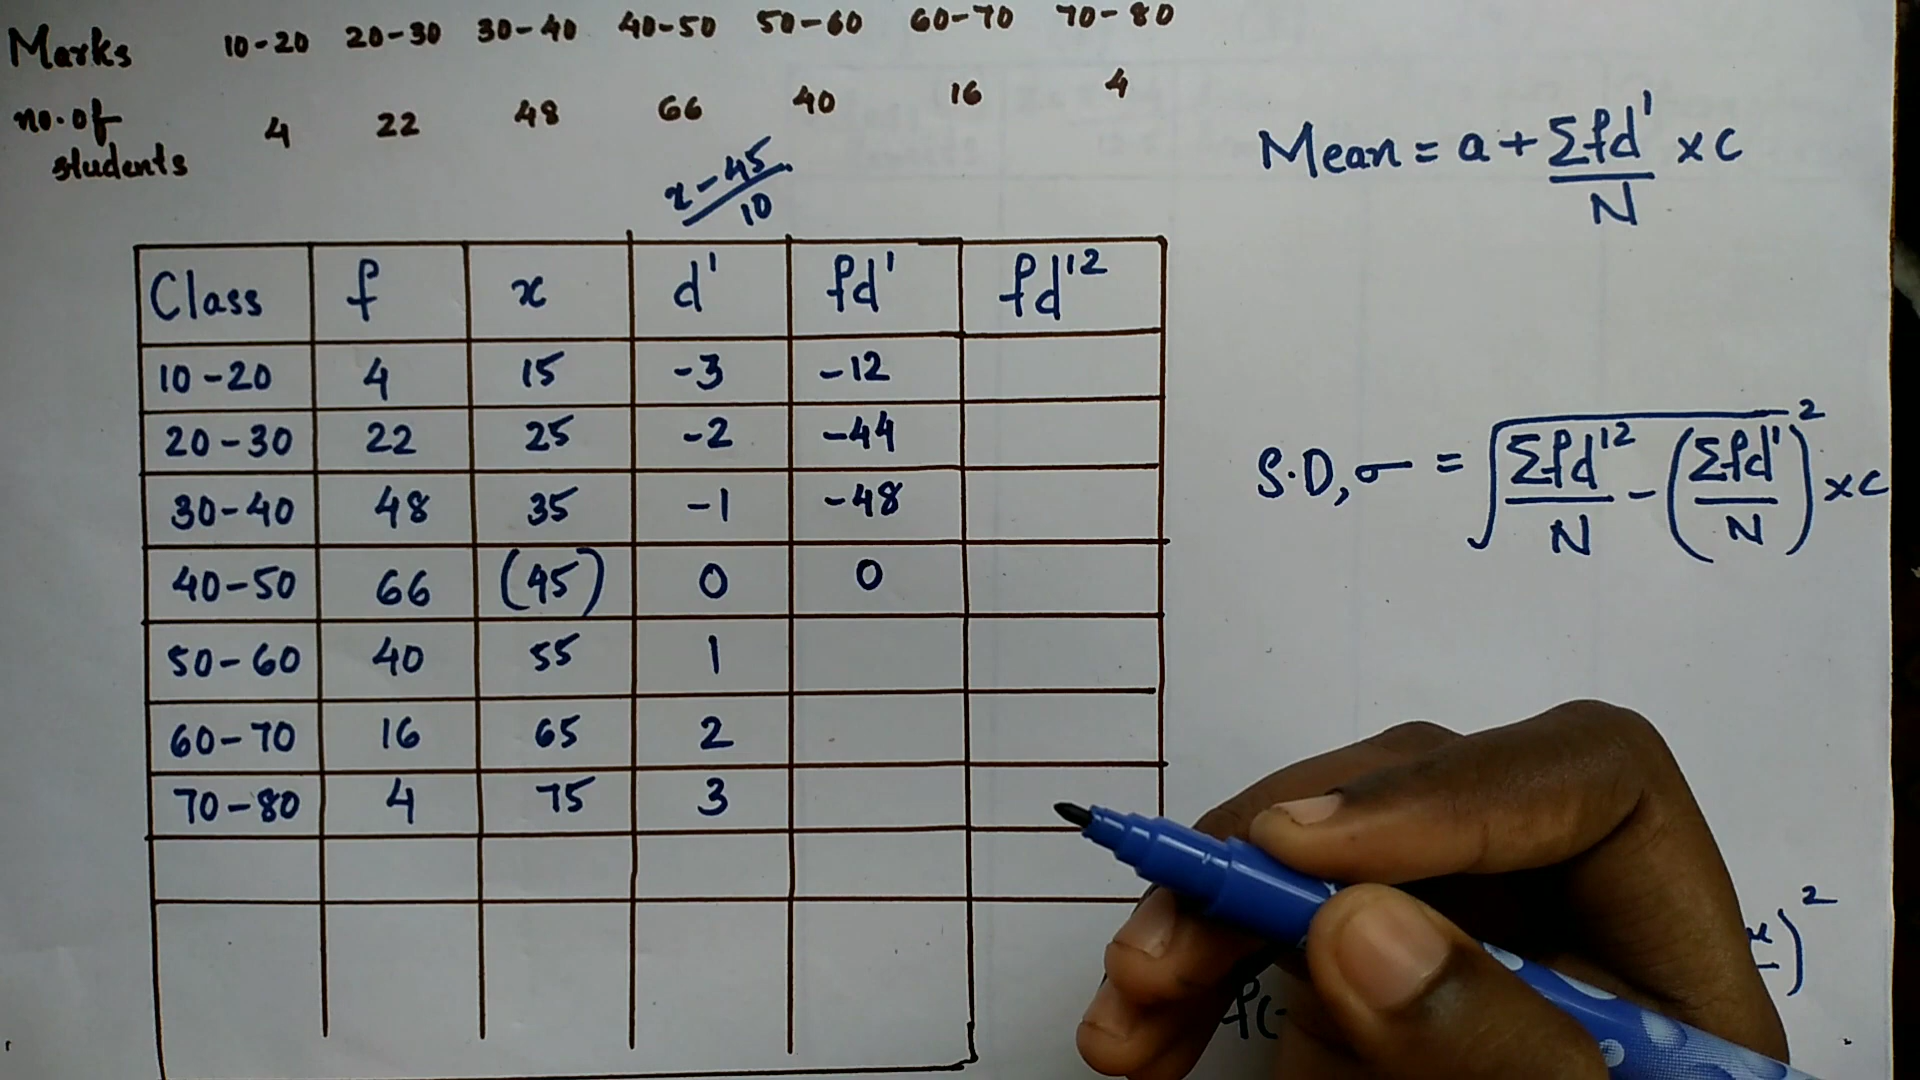 Marks 10-20 20-30 30-40 40-50 50-60 60-70 70-80
no. of students 4 22 48 66 40 16 4
x-45/10
Class f x d' fd' fd'²
10-20 4 15 -3 -12
20-30 22 25 -2 -44
30-40 48 35 -1 -48
40-50 66 (45) 0 0
50-60 40 55 1
60-70 16 65 2
70-80 4 75 3
Mean = a + Σfd'/N × c
S.D, σ = √(Σfd'²/N - (Σfd'/N)²) × c
)²